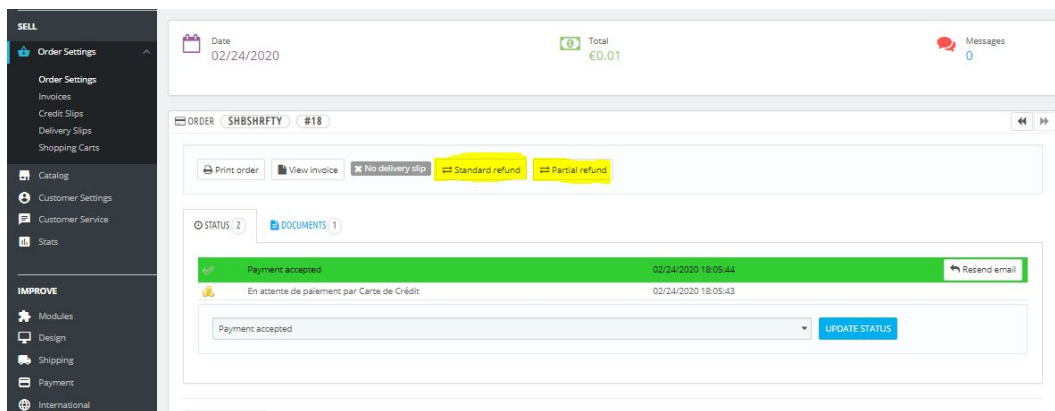 SELL
Order Settings
Order Settings
Invoices
Credit Slips
Delivery Slips
Shopping Carts
Catalog
Customer Settings
Customer Service
Stats
IMPROVE
Modules
Design
Shipping
Payment
International
Date
02/24/2020
Total
€0.01
Messages
0
ORDER SHBSHRFTY #18
Print order View invoice No delivery slip Standard refund Partial refund
STATUS 2 DOCUMENTS 1
Payment accepted 02/24/2020 18:05:44 Resend email
En attente de paiement par Carte de Crédit 02/24/2020 18:05:43
Payment accepted UPDATE STATUS